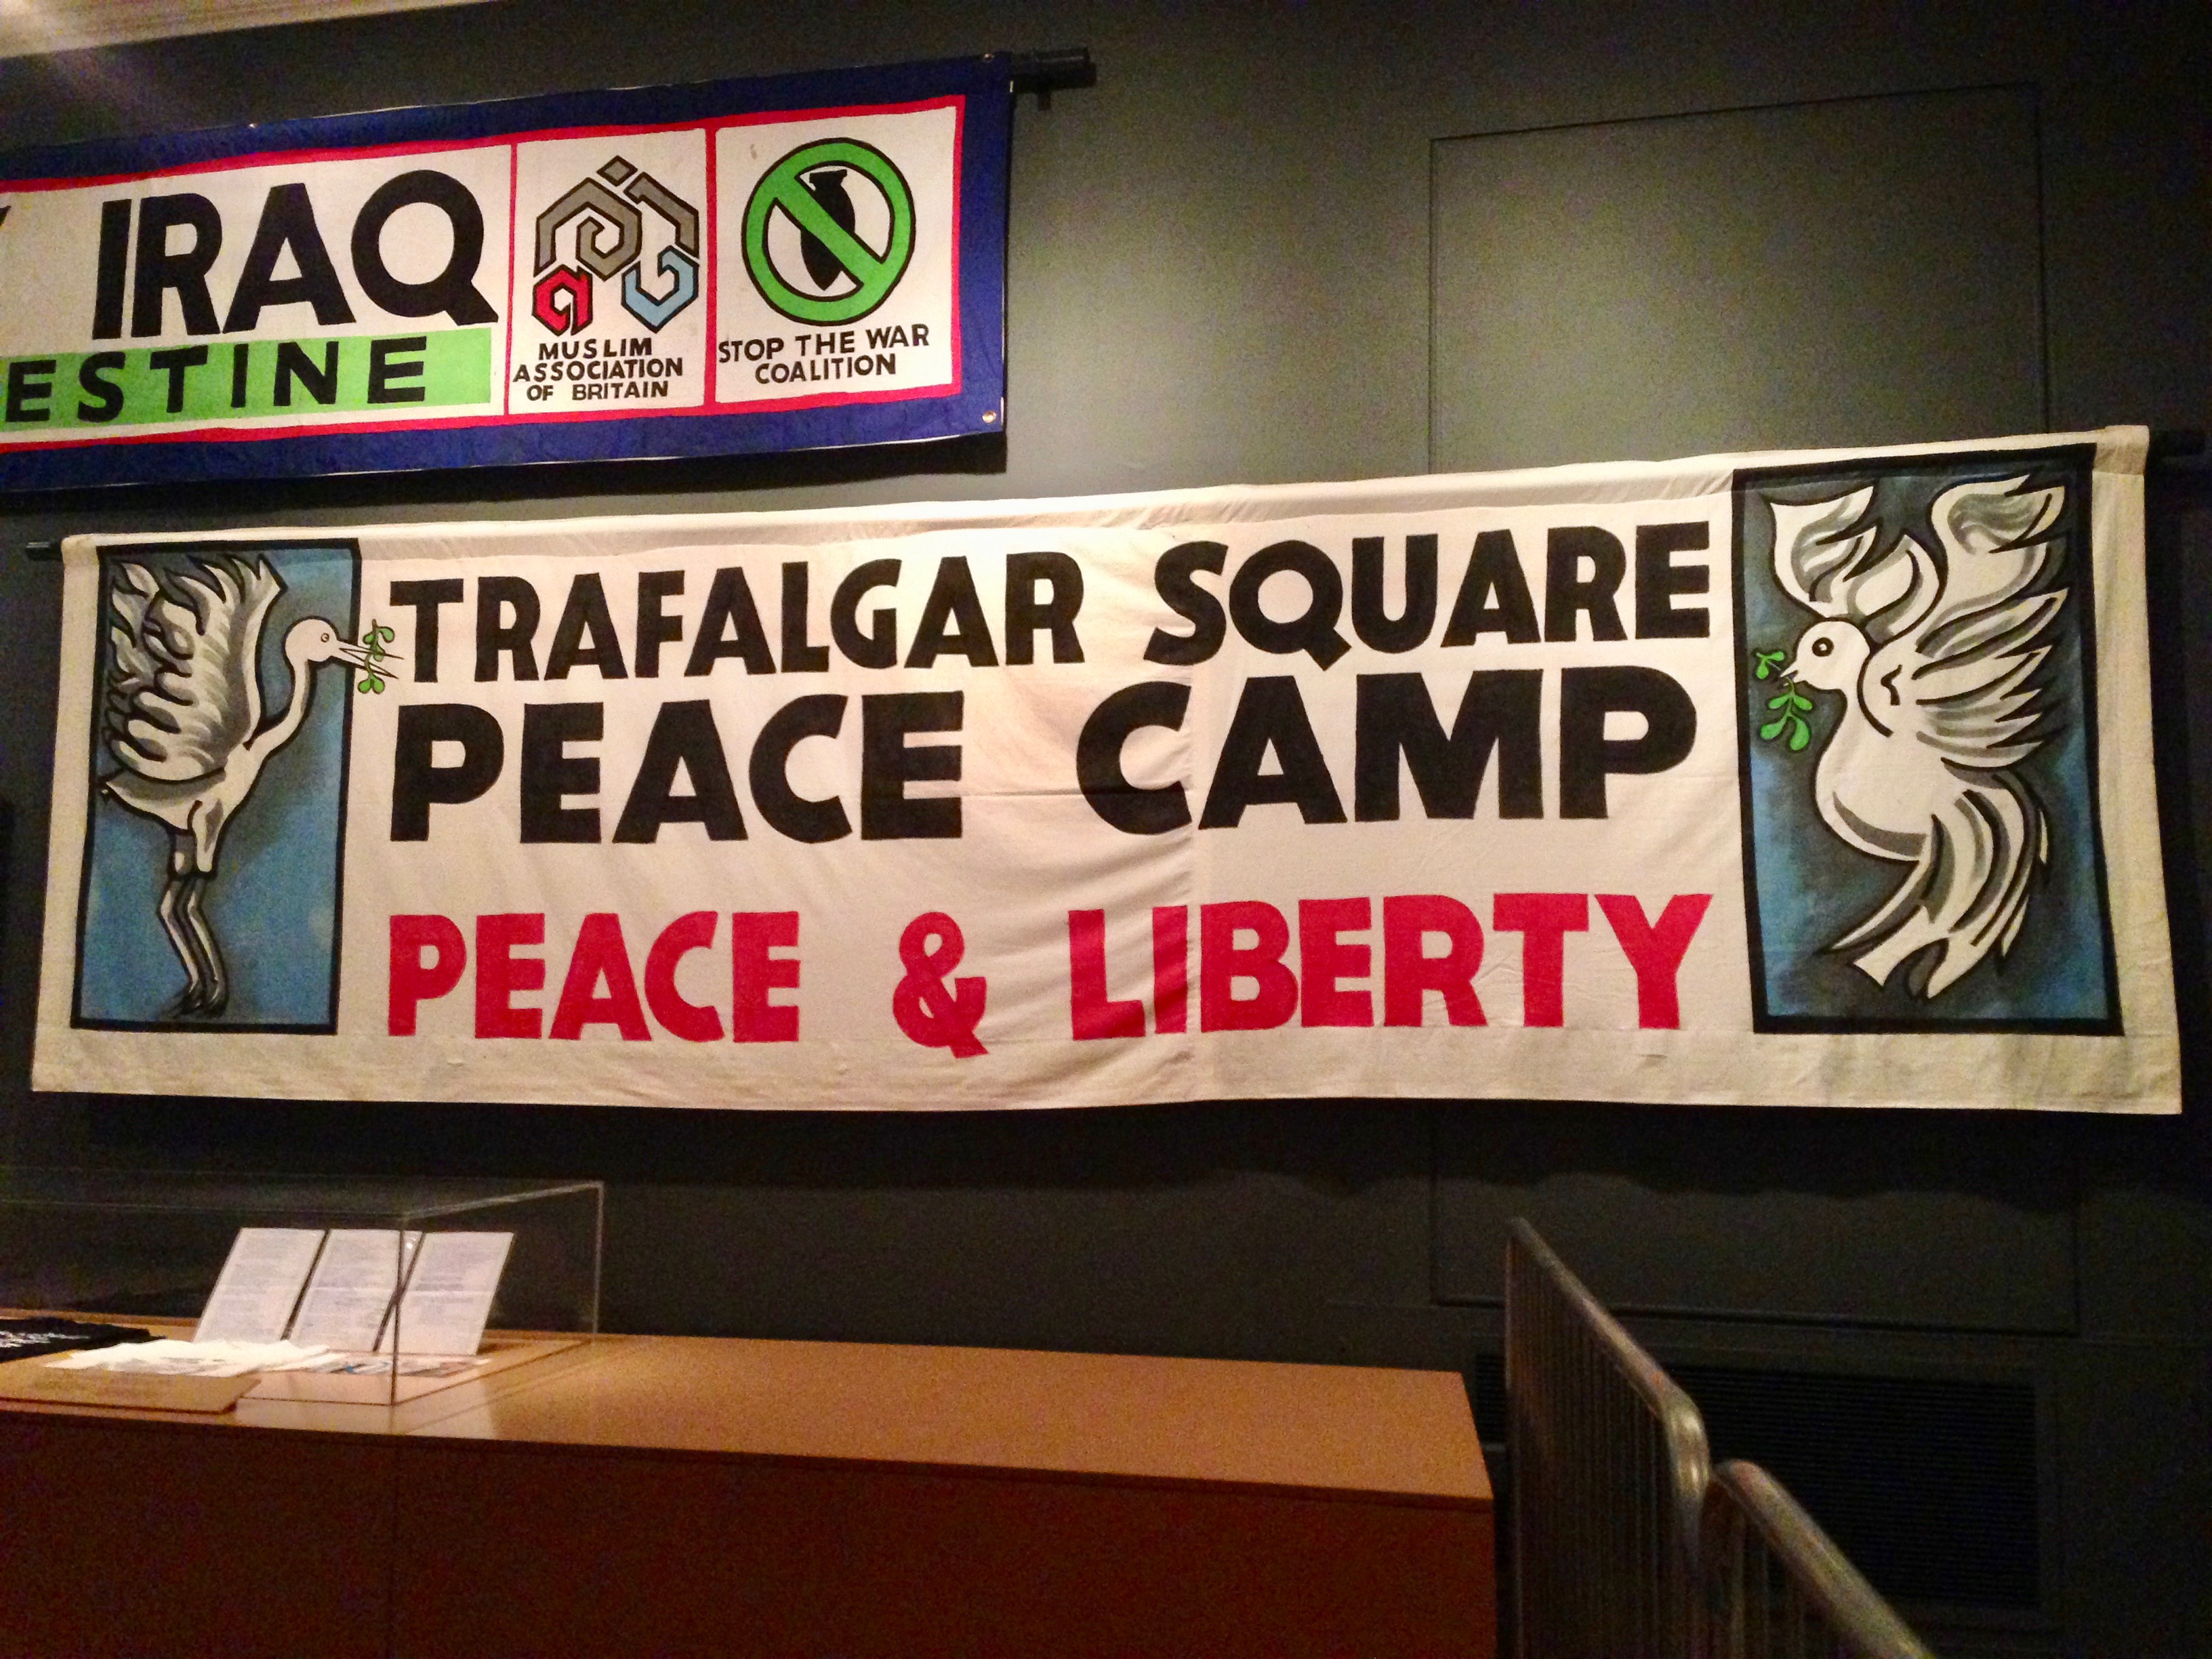 IRAQ
ESTINE
MUSLIM
ASSOCIATION
OF BRITAIN
STOP THE WAR
COALITION
TRAFALGAR SQUARE
PEACE CAMP
PEACE & LIBERTY